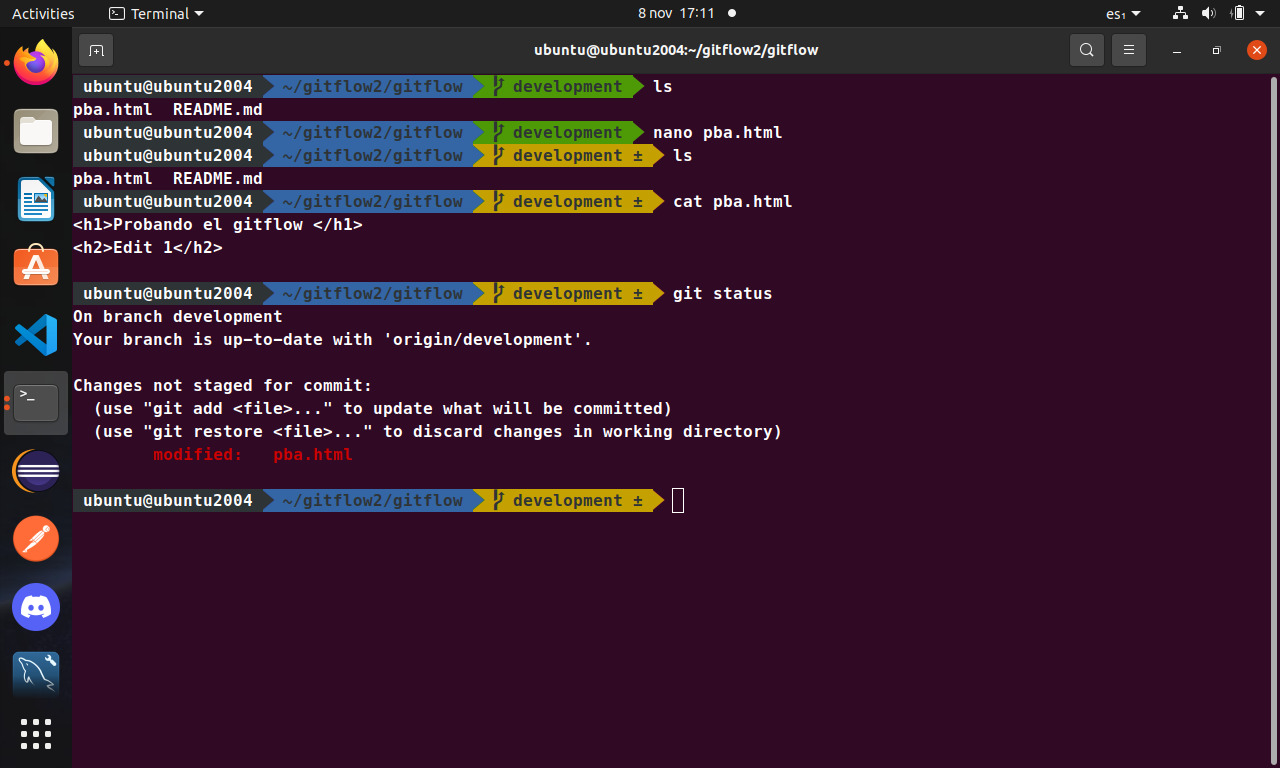 Activities Terminal 8 nov 17:11 es₁
ubuntu@ubuntu2004:~/gitflow2/gitflow
ubuntu@ubuntu2004 ~/gitflow2/gitflow development ls
pba.html README.md
ubuntu@ubuntu2004 ~/gitflow2/gitflow development nano pba.html
ubuntu@ubuntu2004 ~/gitflow2/gitflow development ± ls
pba.html README.md
ubuntu@ubuntu2004 ~/gitflow2/gitflow development ± cat pba.html
<h1>Probando el gitflow </h1>
<h2>Edit 1</h2>
ubuntu@ubuntu2004 ~/gitflow2/gitflow development ± git status
On branch development
Your branch is up-to-date with 'origin/development'.
Changes not staged for commit:
(use "git add <file>..." to update what will be committed)
(use "git restore <file>..." to discard changes in working directory)
modified: pba.html
ubuntu@ubuntu2004 ~/gitflow2/gitflow development ±